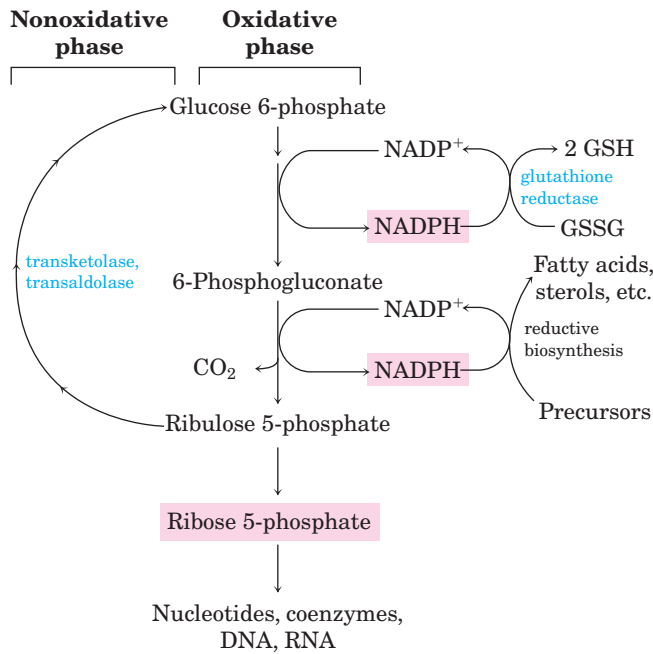 Nonoxidative
phase
Oxidative
phase
Glucose 6-phosphate
NADP+
2 GSH
glutathione
reductase
NADPH
GSSG
transketolase,
transaldolase
6-Phosphogluconate
Fatty acids,
sterols, etc.
NADP+
reductive
biosynthesis
CO2
NADPH
Precursors
Ribulose 5-phosphate
Ribose 5-phosphate
Nucleotides, coenzymes,
DNA, RNA